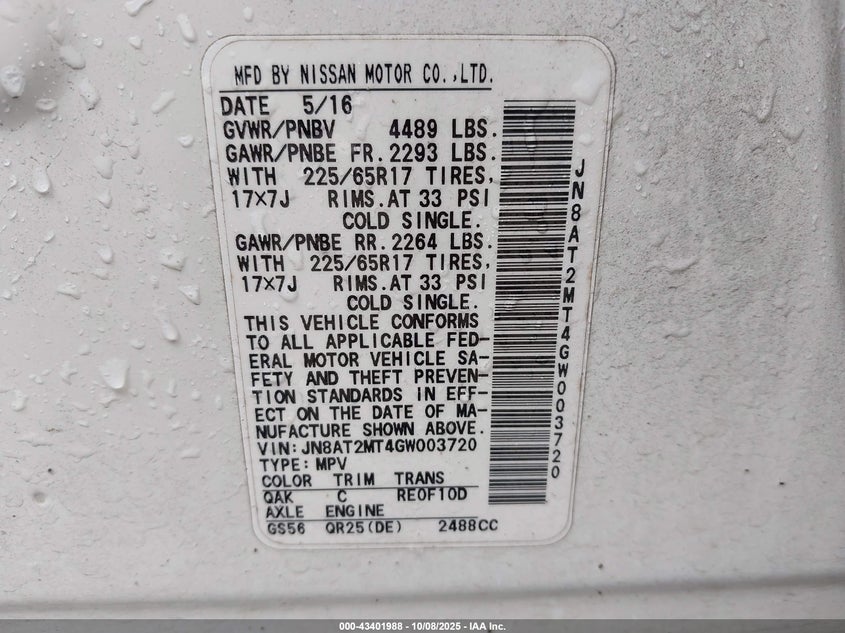 MFD BY NISSAN MOTOR CO.,LTD.
DATE 5/16
GVWR/PNBV 4489 LBS.
GAWR/PNBE FR. 2293 LBS.
WITH 225/65R17 TIRES,
17×7J RIMS. AT 33 PSI
COLD SINGLE.
GAWR/PNBE RR. 2264 LBS.
WITH 225/65R17 TIRES,
17×7J RIMS. AT 33 PSI
COLD SINGLE.
THIS VEHICLE CONFORMS
TO ALL APPLICABLE FED-
ERAL MOTOR VEHICLE SA-
FETY AND THEFT PREVEN-
TION STANDARDS IN EFF-
ECT ON THE DATE OF MA-
NUFACTURE SHOWN ABOVE.
VIN: JN8AT2MT4GW003720
TYPE: MPV
COLOR TRIM TRANS
QAK C RE0F10D
AXLE ENGINE
GS56 QR25(DE) 2488CC
JN8AT2MT4GW003720
000-43401988 - 10/08/2025 - IAA Inc.